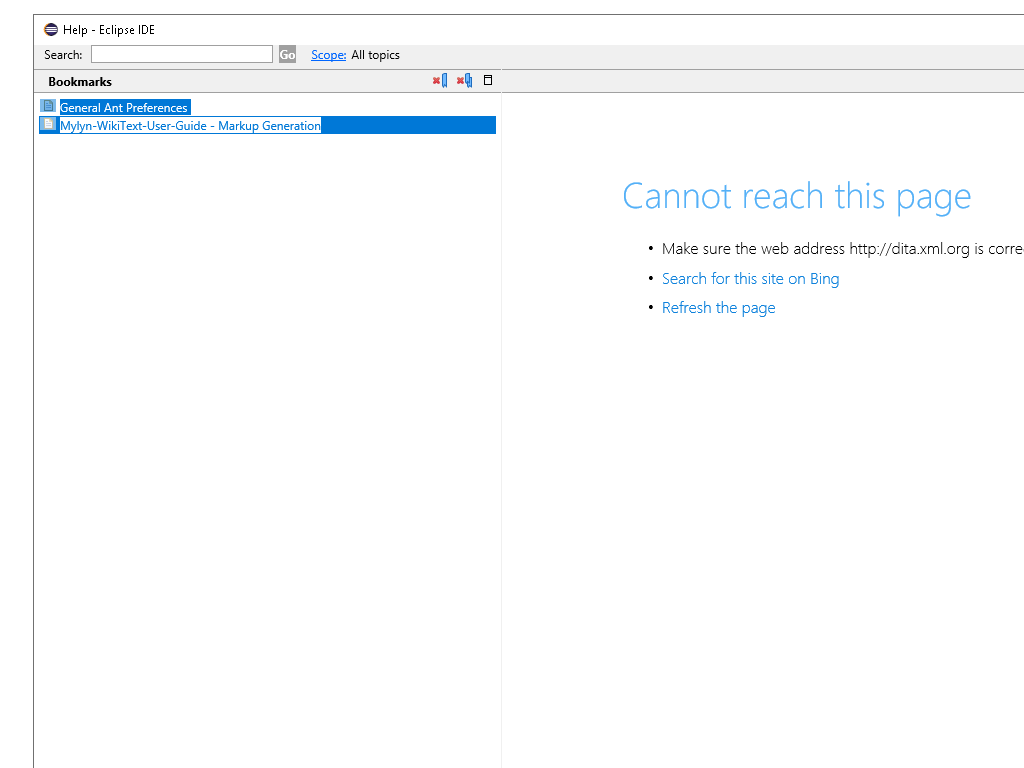 Help - Eclipse IDE
Search: Go Scope: All topics
Bookmarks
General Ant Preferences
Mylyn-WikiText-User-Guide - Markup Generation
Cannot reach this page
• Make sure the web address http://dita.xml.org is corre
• Search for this site on Bing
• Refresh the page